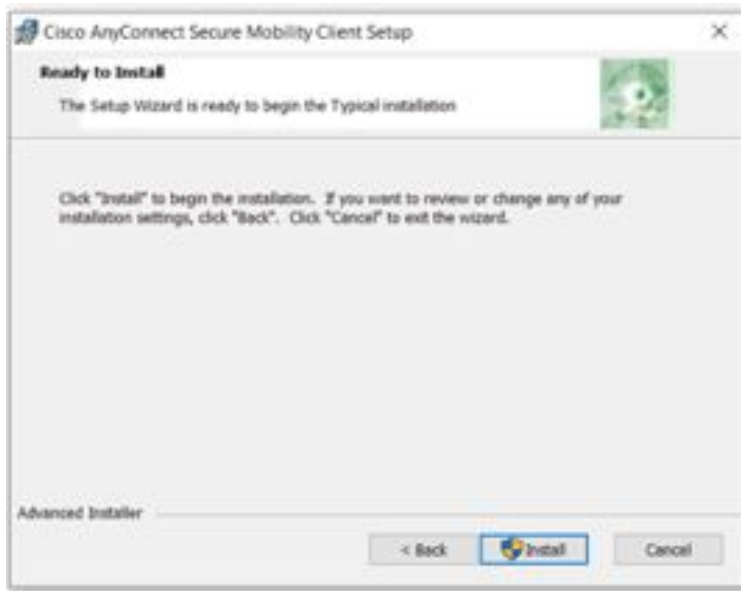 Cisco AnyConnect Secure Mobility Client Setup
Ready to Install
The Setup Wizard is ready to begin the Typical installation
Click "Install" to begin the installation. If you want to review or change any of your
installation settings, click "Back". Click "Cancel" to exit the wizard.
Advanced Installer
< Back
Install
Cancel